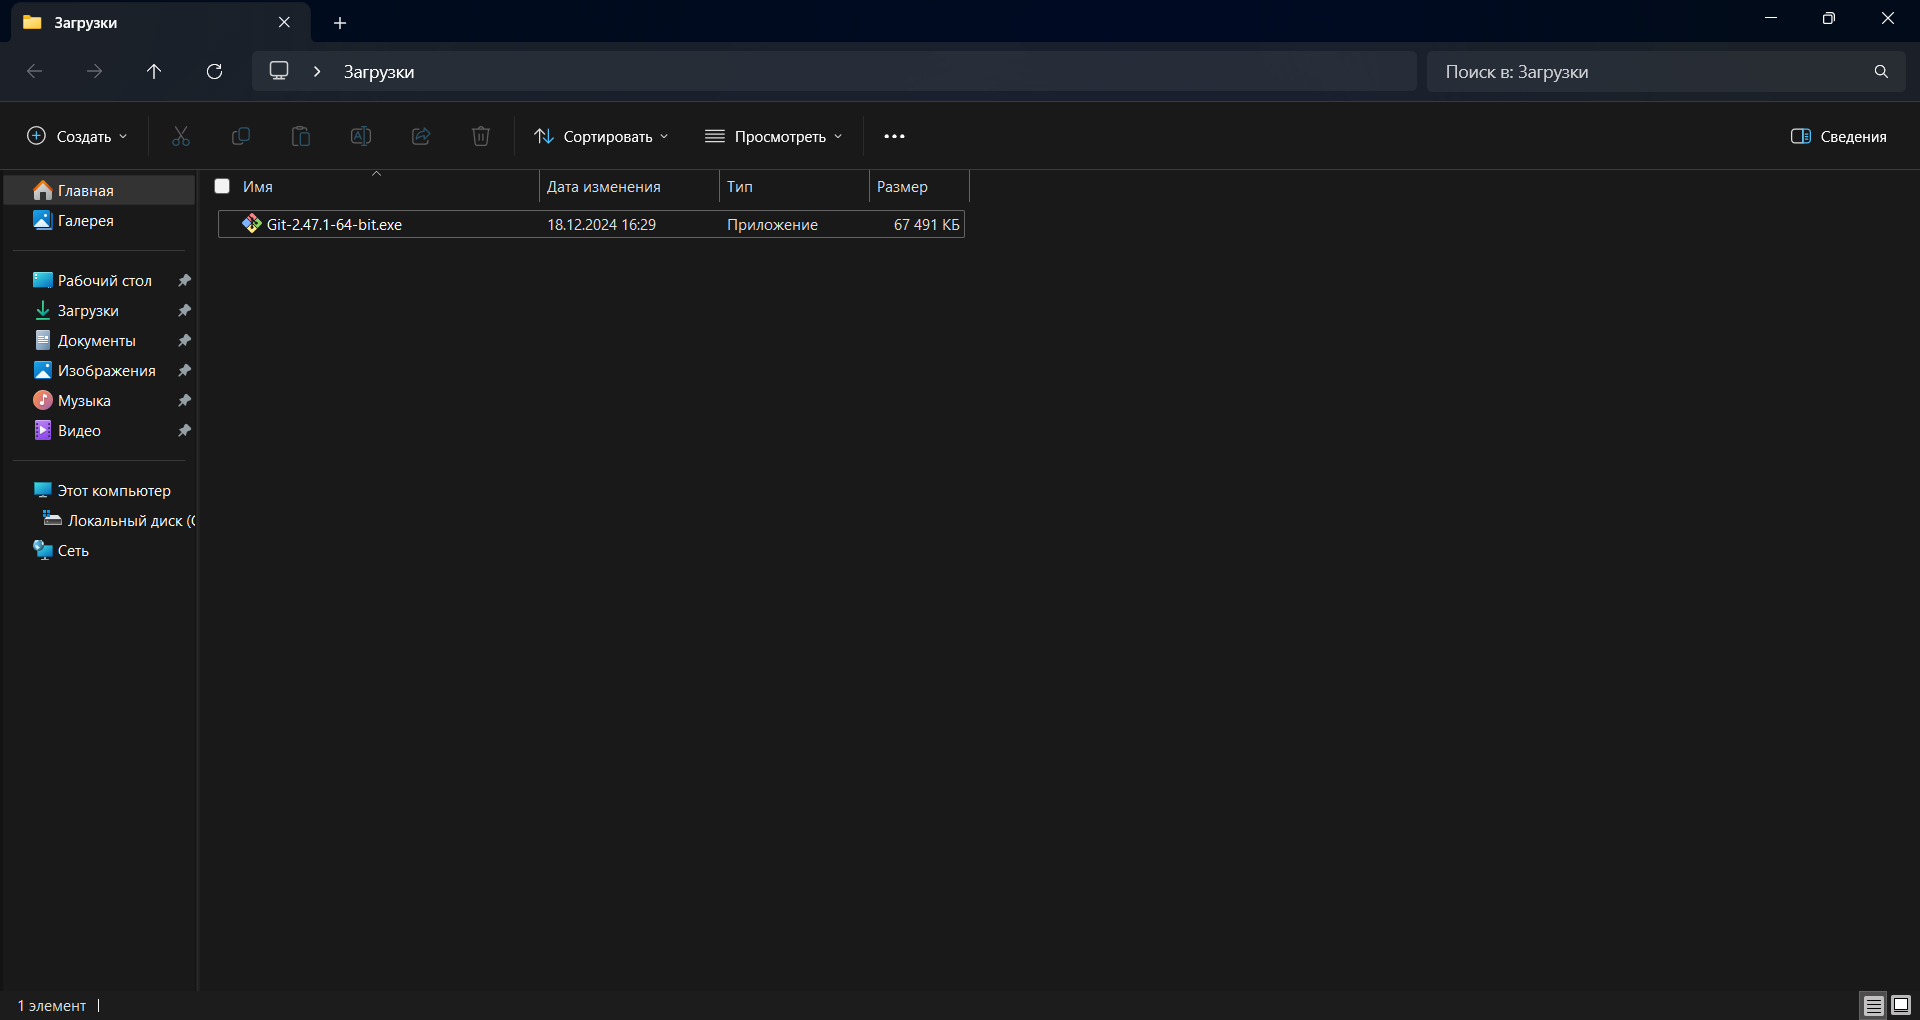 Загрузки
Загрузки
Поиск в: Загрузки
Создать
Сортировать
Просмотреть
Сведения
Имя
Дата изменения
Тип
Размер
Git-2.47.1-64-bit.exe
18.12.2024 16:29
Приложение
67 491 КБ
Главная
Галерея
Рабочий стол
Загрузки
Документы
Изображения
Музыка
Видео
Этот компьютер
Локальный диск (
Сеть
1 элемент